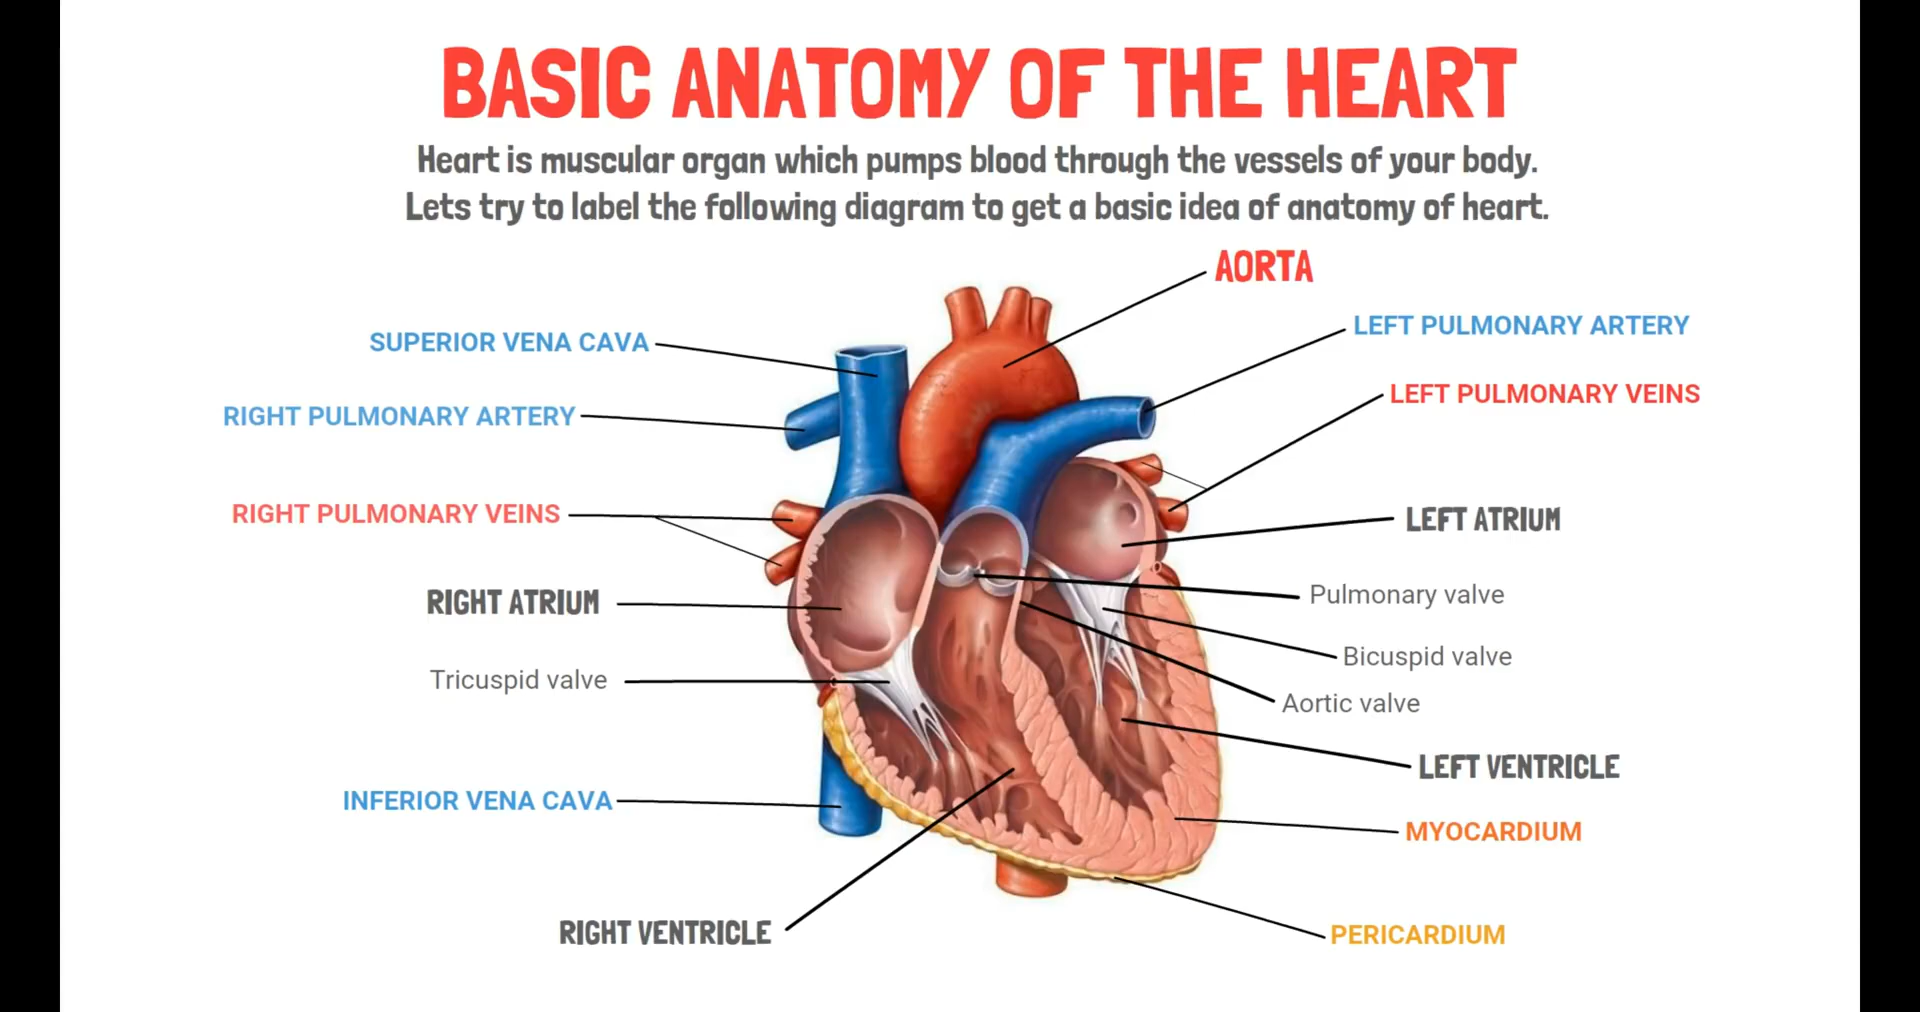 BASIC ANATOMY OF THE HEART
Heart is muscular organ which pumps blood through the vessels of your body.
Lets try to label the following diagram to get a basic idea of anatomy of heart.
AORTA
LEFT PULMONARY ARTERY
SUPERIOR VENA CAVA
LEFT PULMONARY VEINS
RIGHT PULMONARY ARTERY
RIGHT PULMONARY VEINS
LEFT ATRIUM
Pulmonary valve
RIGHT ATRIUM
Bicuspid valve
Tricuspid valve
Aortic valve
LEFT VENTRICLE
INFERIOR VENA CAVA
MYOCARDIUM
RIGHT VENTRICLE
PERICARDIUM